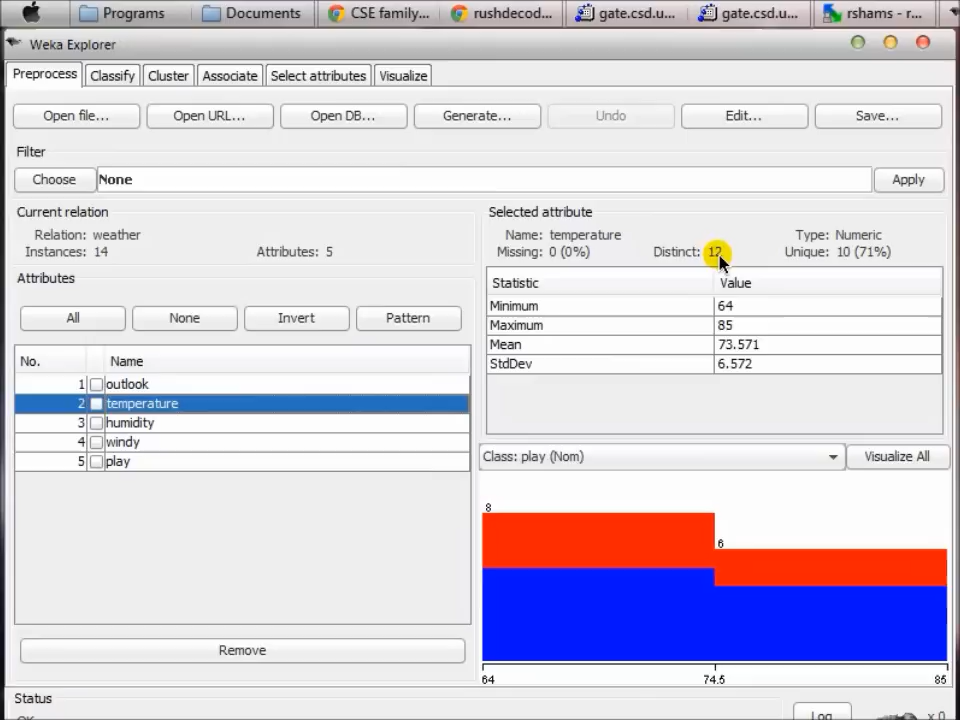 Programs Documents CSE family... rushdecod... gate.csd.u... gate.csd.u... rshams - r...
Weka Explorer
Preprocess Classify Cluster Associate Select attributes Visualize
Open file... Open URL... Open DB... Generate... Undo Edit... Save...
Filter
Choose None Apply
Current relation
Relation: weather
Instances: 14 Attributes: 5
Attributes
All None Invert Pattern
No. Name
1 outlook
2 temperature
3 humidity
4 windy
5 play
Remove
Selected attribute
Name: temperature Type: Numeric
Missing: 0 (0%) Distinct: 12 Unique: 10 (71%)
Statistic Value
Minimum 64
Maximum 85
Mean 73.571
StdDev 6.572
Class: play (Nom) Visualize All
8
6
64 74.5 85
Status
OK
Log x 0